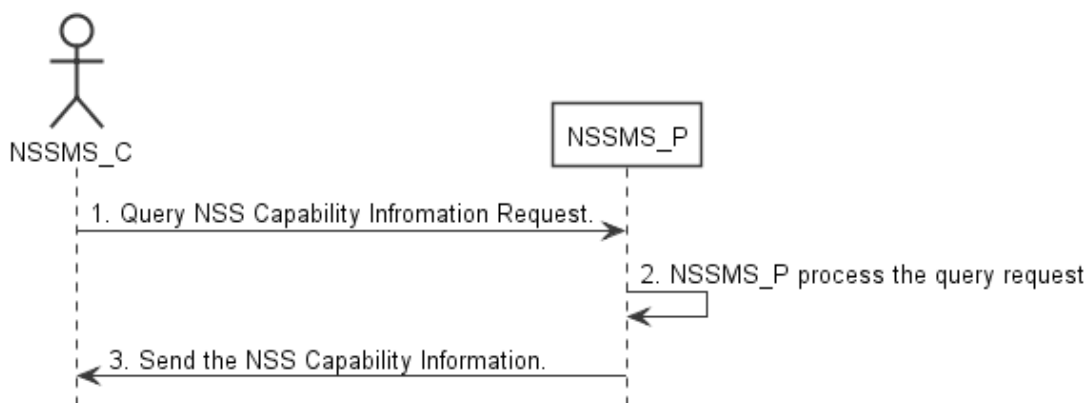 NSSMS_C
NSSMS_P
1. Query NSS Capability Infromation Request.
2. NSSMS_P process the query request
3. Send the NSS Capability Information.